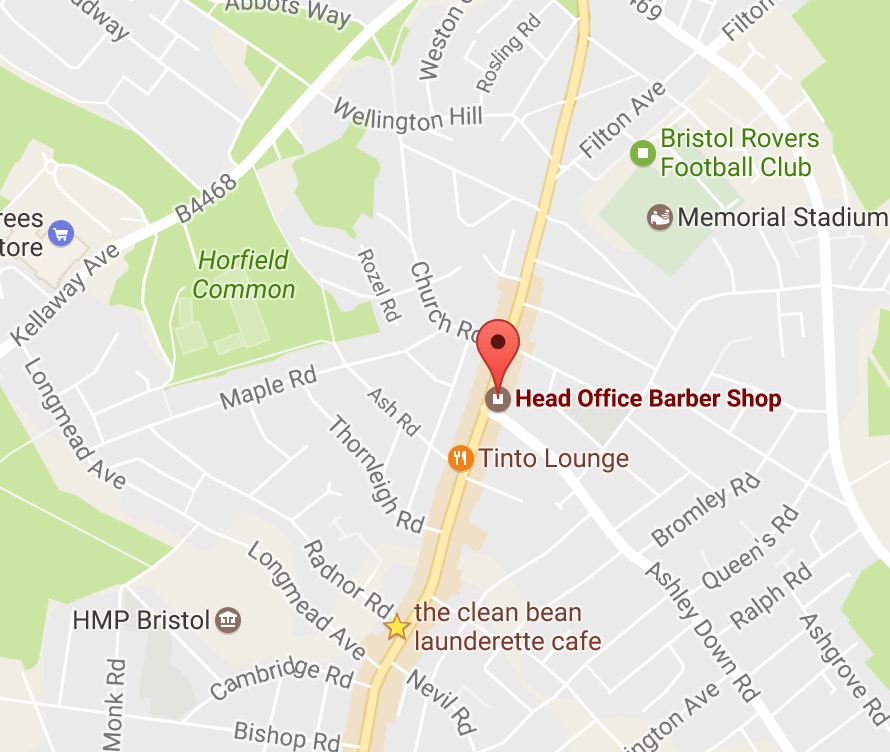 Abbots Way
Weston
Rosling Rd
Filton
Wellington Hill
Filton Ave
Bristol Rovers
Football Club
B4468
Memorial Stadium
Kellaway Ave
Horfield
Common
Rozel Rd
Church Rd
Longmead Ave
Maple Rd
Ash Rd
Head Office Barber Shop
Thornleigh Rd
Tinto Lounge
Bromley Rd
Queen's Rd
Longmead Ave
Radnor Rd
Ashley Down Rd
Ralph Rd
HMP Bristol
the clean bean
launderette cafe
Ashgrove Rd
Monk Rd
Cambridge Rd
Nevil Rd
Bishop Rd